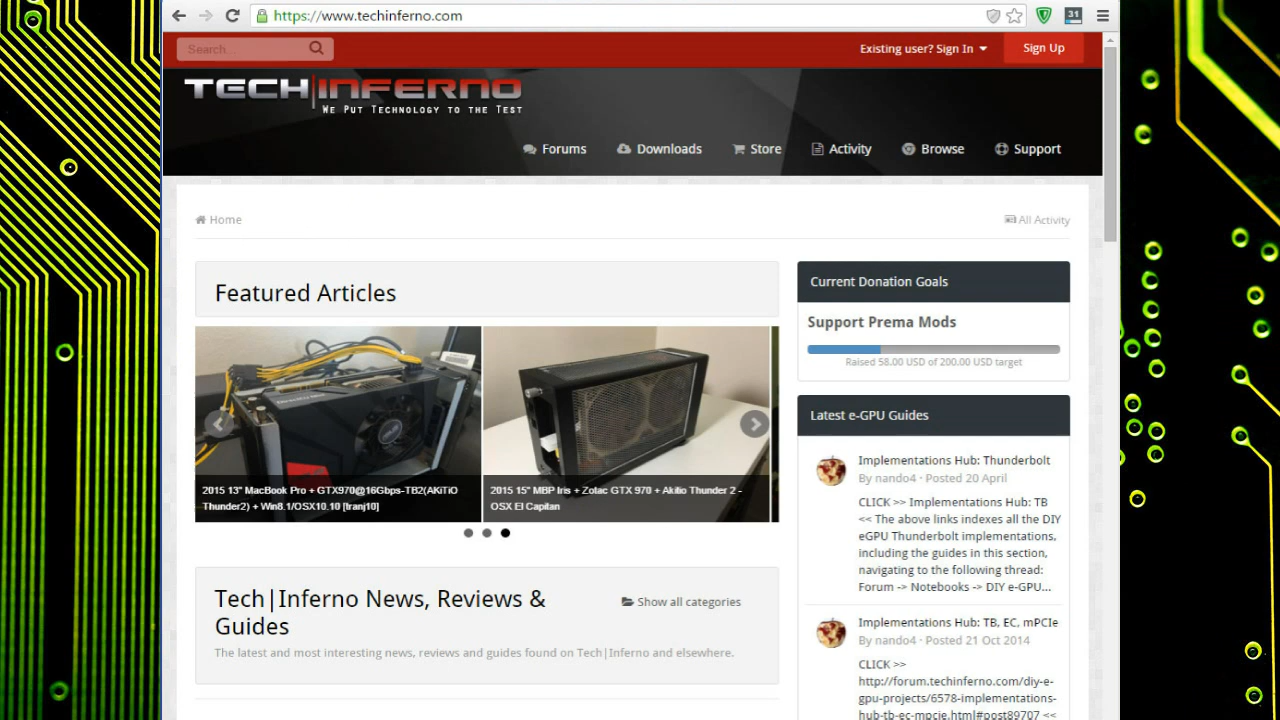 https://www.techinferno.com
31
Search...
Existing user? Sign In
Sign Up
TECH|INFERNO
We Put Technology to the Test
Forums
Downloads
Store
Activity
Browse
Support
Home
All Activity
Featured Articles
2015 13" MacBook Pro + GTX970@16Gbps-TB2(AKiTiO
Thunder2) + Win8.1/OSX10.10 [tranj10]
2015 15" MBP Iris + Zotac GTX 970 + Akitio Thunder 2 -
OSX El Capitan
Tech|Inferno News, Reviews &
Guides
Show all categories
The latest and most interesting news, reviews and guides found on Tech|Inferno and elsewhere.
Current Donation Goals
Support Prema Mods
Raised 58.00 USD of 200.00 USD target
Latest e-GPU Guides
Implementations Hub: Thunderbolt
By nando4 · Posted 20 April
CLICK >> Implementations Hub: TB
<< The above links indexes all the DIY
eGPU Thunderbolt implementations,
including the guides in this section,
navigating to the following thread:
Forum -> Notebooks -> DIY e-GPU...
Implementations Hub: TB, EC, mPCIe
By nando4 · Posted 21 Oct 2014
CLICK >>
http://forum.techinferno.com/diy-e-
gpu-projects/6578-implementations-
hub-tb-ec-mpcie.html#post89707 <<